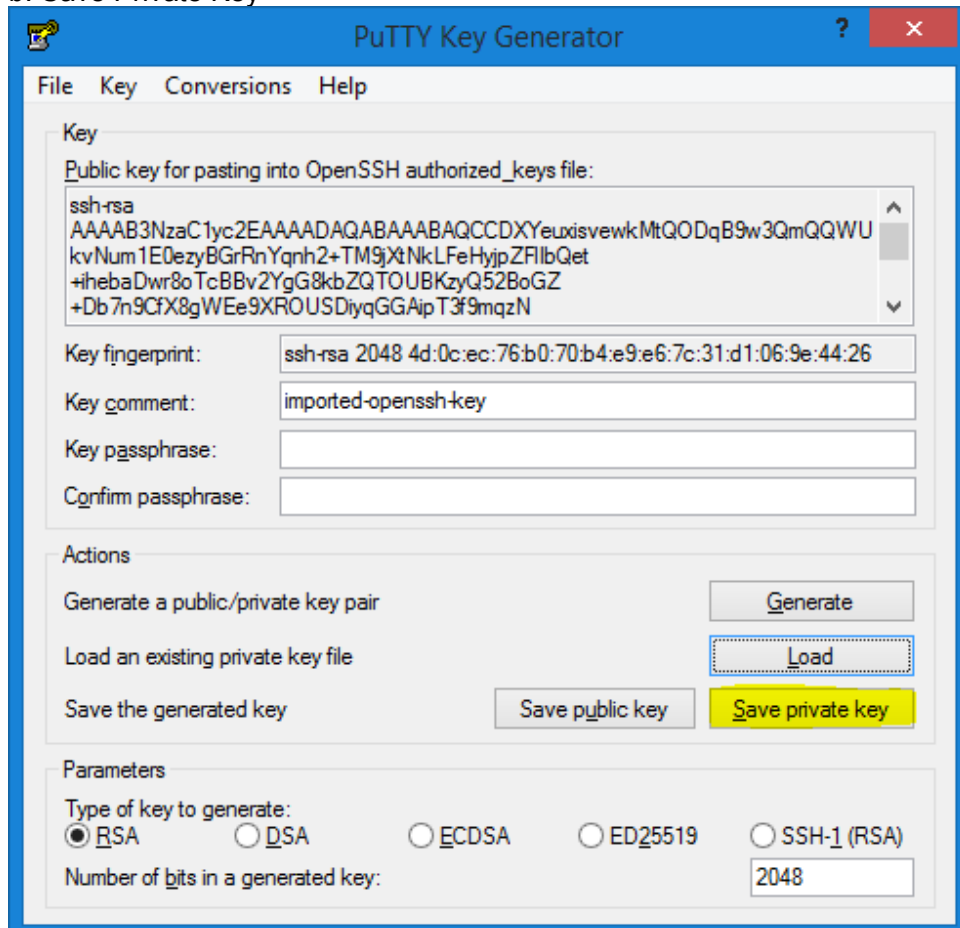 b. Save Private Key
PuTTY Key Generator ? ×
File Key Conversions Help
Key
Public key for pasting into OpenSSH authorized_keys file:
ssh-rsa
AAAAB3NzaC1yc2EAAAADAQABAAABAQCCDXYeuxisvewkMtQODqB9w3QmQQWU
kvNum1E0ezyBGrRnYqnh2+TM9jXtNkLFeHyjpZFIlbQet
+ihebaDwr8oTcBBv2YgG8kbZQTOUBKzyQ52BoGZ
+Db7n9CfX8gWEe9XROUSDiyqGGAipT3f9mqzN
Key fingerprint: ssh-rsa 2048 4d:0c:ec:76:b0:70:b4:e9:e6:7c:31:d1:06:9e:44:26
Key comment: imported-openssh-key
Key passphrase:
Confirm passphrase:
Actions
Generate a public/private key pair Generate
Load an existing private key file Load
Save the generated key Save public key Save private key
Parameters
Type of key to generate:
RSA DSA ECDSA ED25519 SSH-1 (RSA)
Number of bits in a generated key: 2048